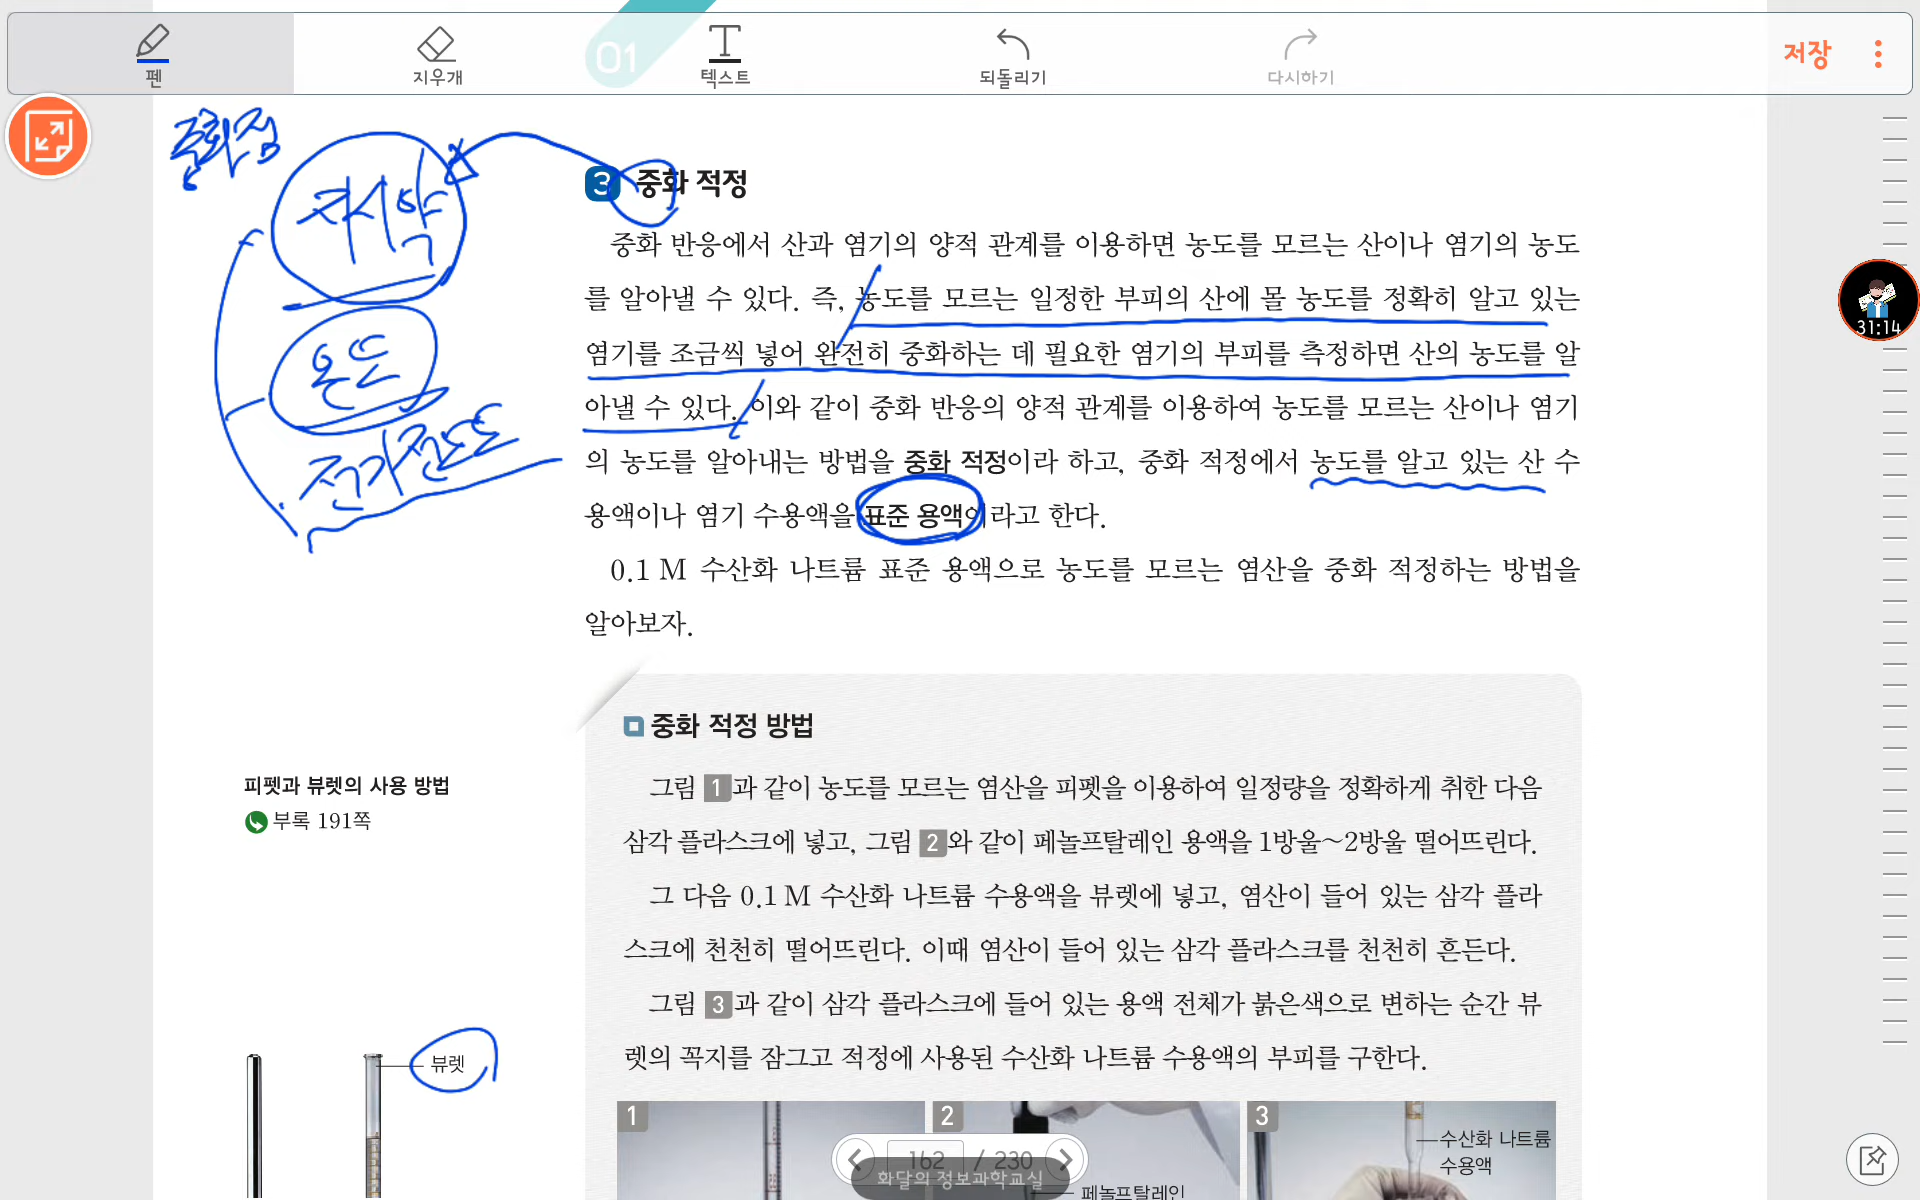 01
펜
지우개
텍스트
되돌리기
다시하기
저장
중화점
지시약
온도
전기전도도
31:14
3 중화 적정
중화 반응에서 산과 염기의 양적 관계를 이용하면 농도를 모르는 산이나 염기의 농도
를 알아낼 수 있다. 즉, 농도를 모르는 일정한 부피의 산에 몰 농도를 정확히 알고 있는
염기를 조금씩 넣어 완전히 중화하는 데 필요한 염기의 부피를 측정하면 산의 농도를 알
아낼 수 있다. 이와 같이 중화 반응의 양적 관계를 이용하여 농도를 모르는 산이나 염기
의 농도를 알아내는 방법을 중화 적정이라 하고, 중화 적정에서 농도를 알고 있는 산 수
용액이나 염기 수용액을 표준 용액이라고 한다.
0.1 M 수산화 나트륨 표준 용액으로 농도를 모르는 염산을 중화 적정하는 방법을
알아보자.
중화 적정 방법
그림 1과 같이 농도를 모르는 염산을 피펫을 이용하여 일정량을 정확하게 취한 다음
삼각 플라스크에 넣고, 그림 2와 같이 페놀프탈레인 용액을 1방울~2방울 떨어뜨린다.
그 다음 0.1 M 수산화 나트륨 수용액을 뷰렛에 넣고, 염산이 들어 있는 삼각 플라
스크에 천천히 떨어뜨린다. 이때 염산이 들어 있는 삼각 플라스크를 천천히 흔든다.
그림 3과 같이 삼각 플라스크에 들어 있는 용액 전체가 붉은색으로 변하는 순간 뷰
렛의 꼭지를 잠그고 적정에 사용된 수산화 나트륨 수용액의 부피를 구한다.
피펫과 뷰렛의 사용 방법
부록 191쪽
뷰렛
1
2
3
수산화 나트륨
수용액
페놀프탈레인
162 / 230
화달의 정보과학교실